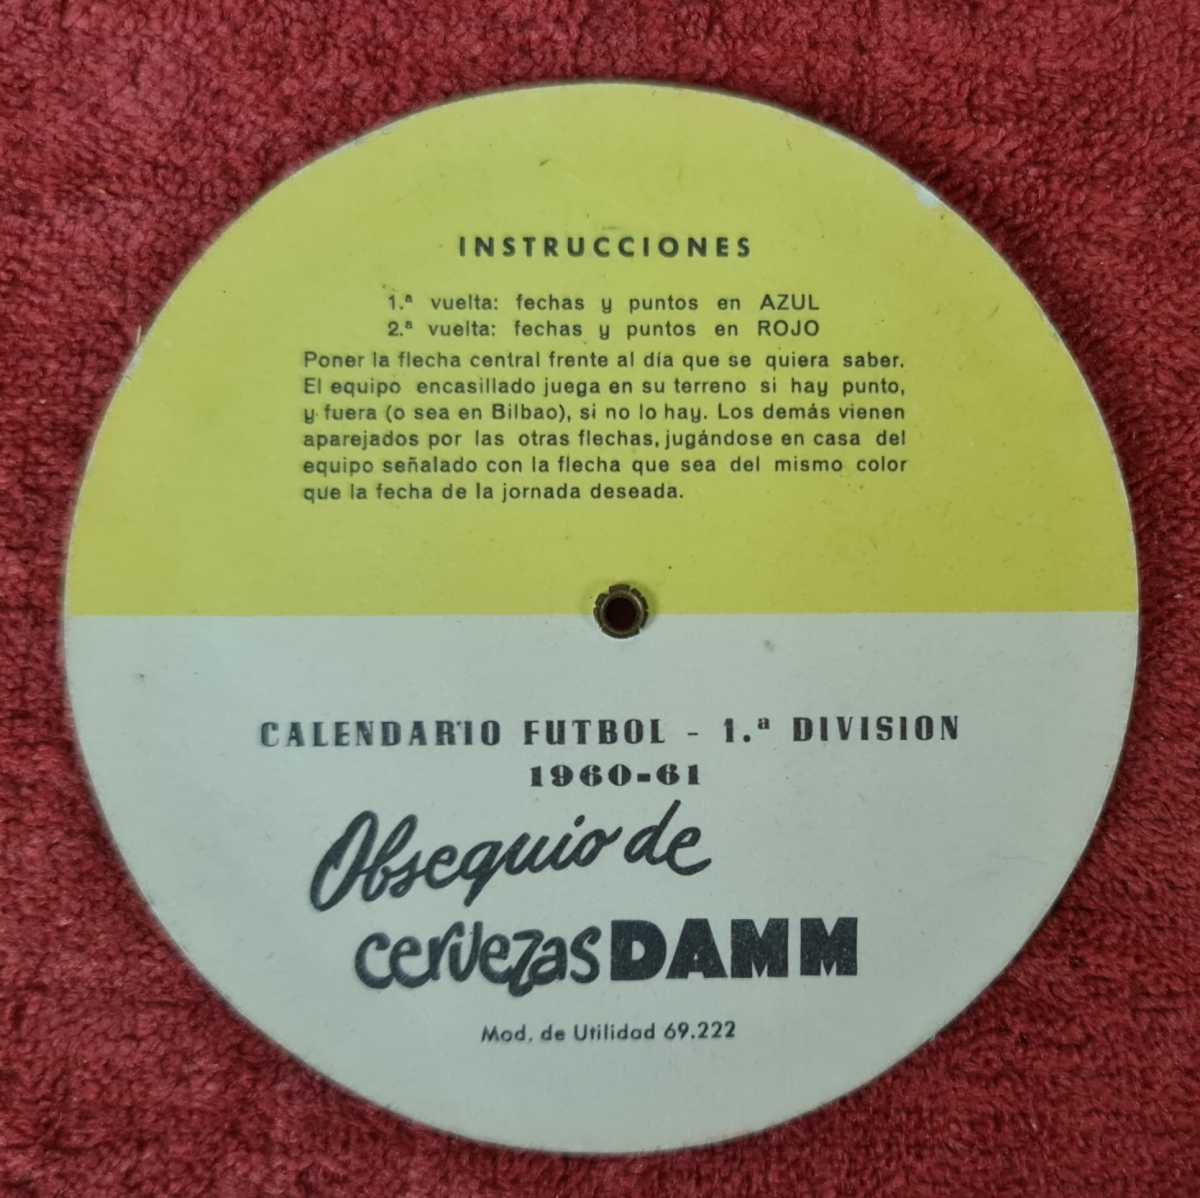 INSTRUCCIONES
1.ª vuelta: fechas y puntos en AZUL
2.ª vuelta: fechas y puntos en ROJO
Poner la flecha central frente al día que se quiera saber.
El equipo encasillado juega en su terreno si hay punto,
y fuera (o sea en Bilbao), si no lo hay. Los demás vienen
aparejados por las otras flechas, jugándose en casa del
equipo señalado con la flecha que sea del mismo color
que la fecha de la jornada deseada.
CALENDARIO FUTBOL - 1.ª DIVISION
1960-61
Obsequio de
cervezas DAMM
Mod. de Utilidad 69.222